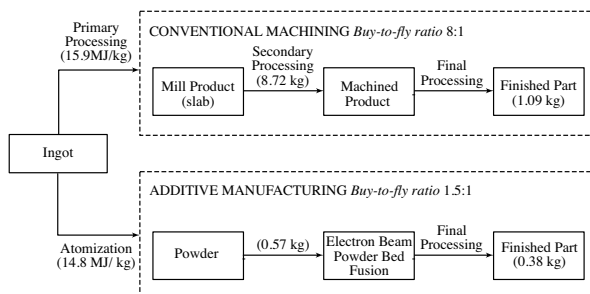 Primary
Processing
(15.9MJ/kg)
CONVENTIONAL MACHINING Buy-to-fly ratio 8:1
Mill Product
(slab)
Secondary
Processing
(8.72 kg)
Machined
Product
Final
Processing
Finished Part
(1.09 kg)
Ingot
Atomization
(14.8 MJ/ kg)
ADDITIVE MANUFACTURING Buy-to-fly ratio 1.5:1
Powder
(0.57 kg)
Electron Beam
Powder Bed
Fusion
Final
Processing
Finished Part
(0.38 kg)